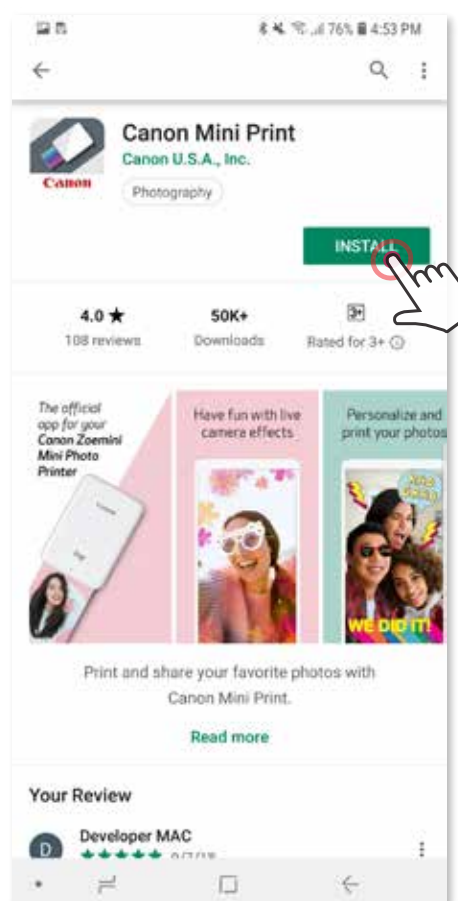 76% 4:53 PM
Canon Mini Print
Canon U.S.A., Inc.
Canon
Photography
INSTALL
4.0 ★
50K+
3+
108 reviews
Downloads
Rated for 3+
The official
app for your
Canon Zoemini
Mini Photo
Printer
Have fun with live
camera effects
Personalize and
print your photos
WE DID IT!
Print and share your favorite photos with
Canon Mini Print.
Read more
Your Review
D
Developer MAC